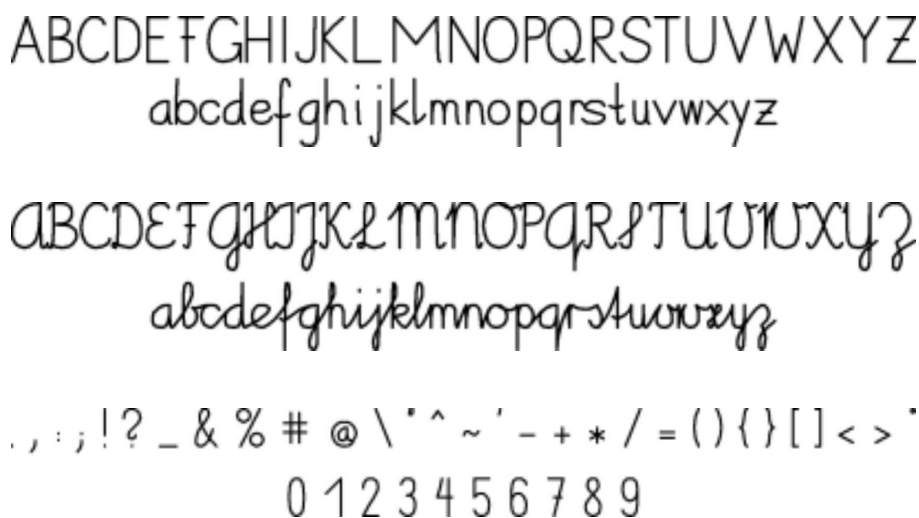 ABCDEFGHIJKLMNOPQRSTUVWXYZ
abcdefghijklmnopqrstuvwxyz
ABCDEFGHIJKLMNOPQRSTUVWXYZ
abcdefghijklmnopqrstuvwxyz
. , : ; ! ? _ & % # @ \ " ^ ~ ' - + * / = ( ) { } [ ] < >
0 1 2 3 4 5 6 7 8 9